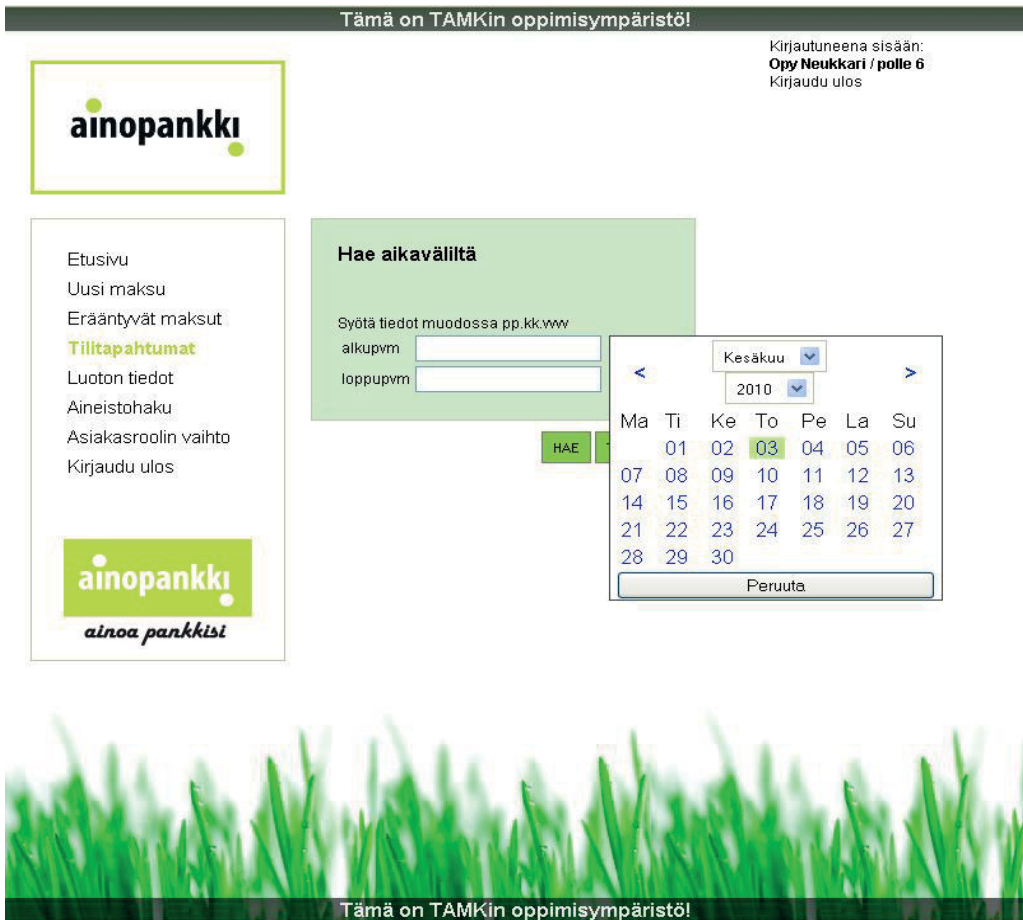 Tämä on TAMKin oppimisympäristö!
Kirjautuneena sisään:
Opy Neukkari / polle 6
Kirjaudu ulos
ainopankki
Etusivu
Uusi maksu
Erääntyvät maksut
Tilitapahtumat
Luoton tiedot
Aineistohaku
Asiakasroolin vaihto
Kirjaudu ulos
ainopankki
ainoa pankkisi
Hae aikaväliltä
Syötä tiedot muodossa pp.kk.vvvv
alkupvm
loppupvm
HAE
< Kesäkuu >
2010
Ma Ti Ke To Pe La Su
01 02 03 04 05 06
07 08 09 10 11 12 13
14 15 16 17 18 19 20
21 22 23 24 25 26 27
28 29 30
Peruuta
Tämä on TAMKin oppimisympäristö!